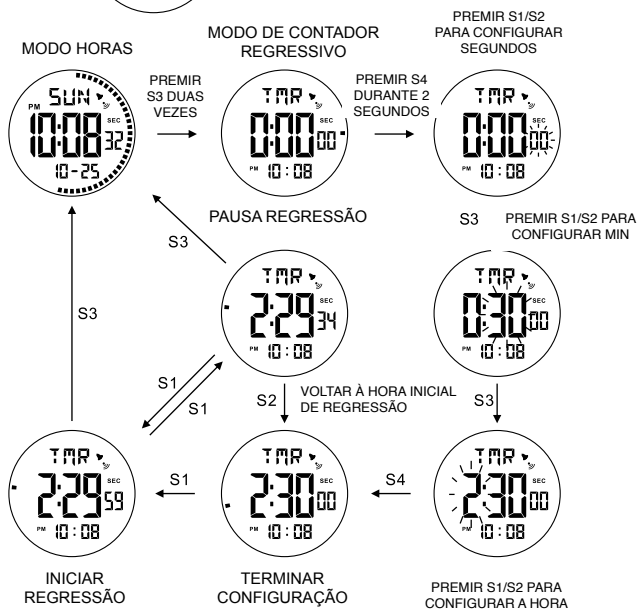 MODO HORAS
MODO DE CONTADOR
REGRESSIVO
PREMIR S1/S2
PARA CONFIGURAR
SEGUNDOS
PREMIR
S3 DUAS
VEZES
PREMIR S4
DURANTE 2
SEGUNDOS
SUN
PM
10:08
SEC
32
10-25
TMR
0:00
SEC
00
PM 10:08
TMR
0:00
SEC
00
PM 10:08
PAUSA REGRESSÃO
S3
S3
PREMIR S1/S2 PARA
CONFIGURAR MIN
S3
TMR
2:29
SEC
34
PM 10:08
TMR
0:30
SEC
00
PM 10:08
S1
S1
S2
VOLTAR À HORA INICIAL
DE REGRESSÃO
S3
TMR
2:29
SEC
59
PM 10:08
S1
TMR
2:30
SEC
00
PM 10:08
S4
TMR
2:30
SEC
00
PM 10:08
INICIAR
REGRESSÃO
TERMINAR
CONFIGURAÇÃO
PREMIR S1/S2 PARA
CONFIGURAR A HORA